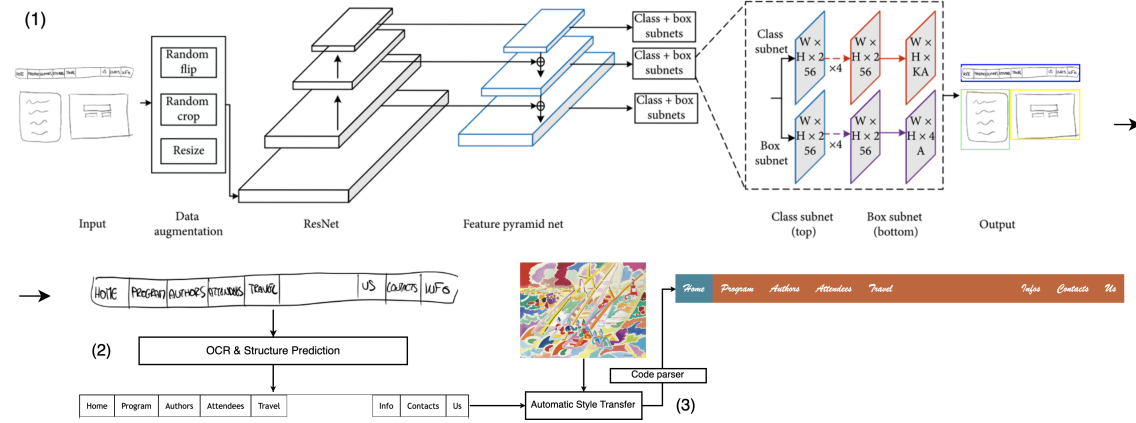 (1)
Random
flip
Random
crop
Resize
Class + box
subnets
Class + box
subnets
Class + box
subnets
Class
subnet
W ×
H × 2
56
×4
W ×
H × 2
56
W ×
H ×
KA
Box
subnet
W ×
H × 2
56
×4
W ×
H × 2
56
W ×
H × 4
A
Input
Data
augmentation
ResNet
Feature pyramid net
Class subnet
(top)
Box subnet
(bottom)
Output
HOME PROGRAM AUTHORS ATTENDEES TRAVEL US CONTACTS INFO
(2)
OCR & Structure Prediction
Home Program Authors Attendees Travel Info Contacts Us
Automatic Style Transfer
Code parser
(3)
Home Program Authors Attendees Travel Infos Contacts Us